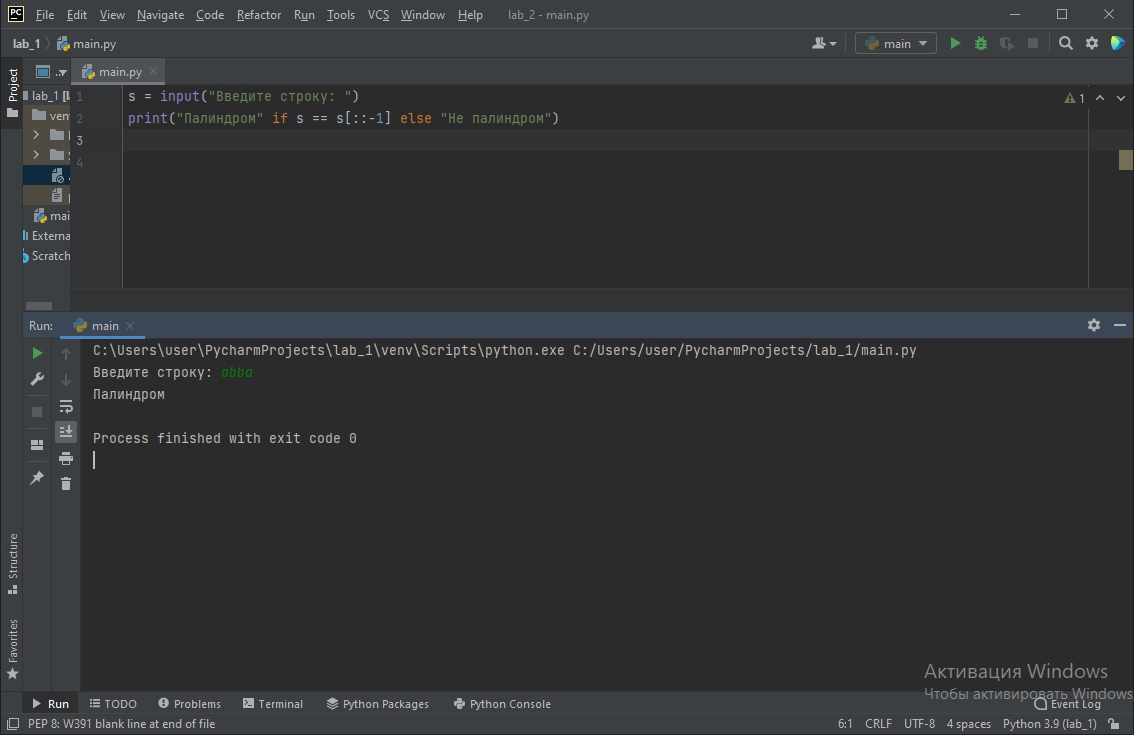 PC File Edit View Navigate Code Refactor Run Tools VCS Window Help lab_2 - main.py
lab_1 main.py main
Project
main.py
lab_1
1 s = input("Введите строку: ")
2 print("Палиндром" if s == s[::-1] else "Не палиндром")
3
4
1
ven
mai
Externa
Scratch
Run: main
C:\Users\user\PycharmProjects\lab_1\venv\Scripts\python.exe C:/Users/user/PycharmProjects/lab_1/main.py
Введите строку: abba
Палиндром
Process finished with exit code 0
Structure
Favorites
Активация Windows
Чтобы активировать Windows
Run TODO Problems Terminal Python Packages Python Console Event Log
PEP 8: W391 blank line at end of file 6:1 CRLF UTF-8 4 spaces Python 3.9 (lab_1)